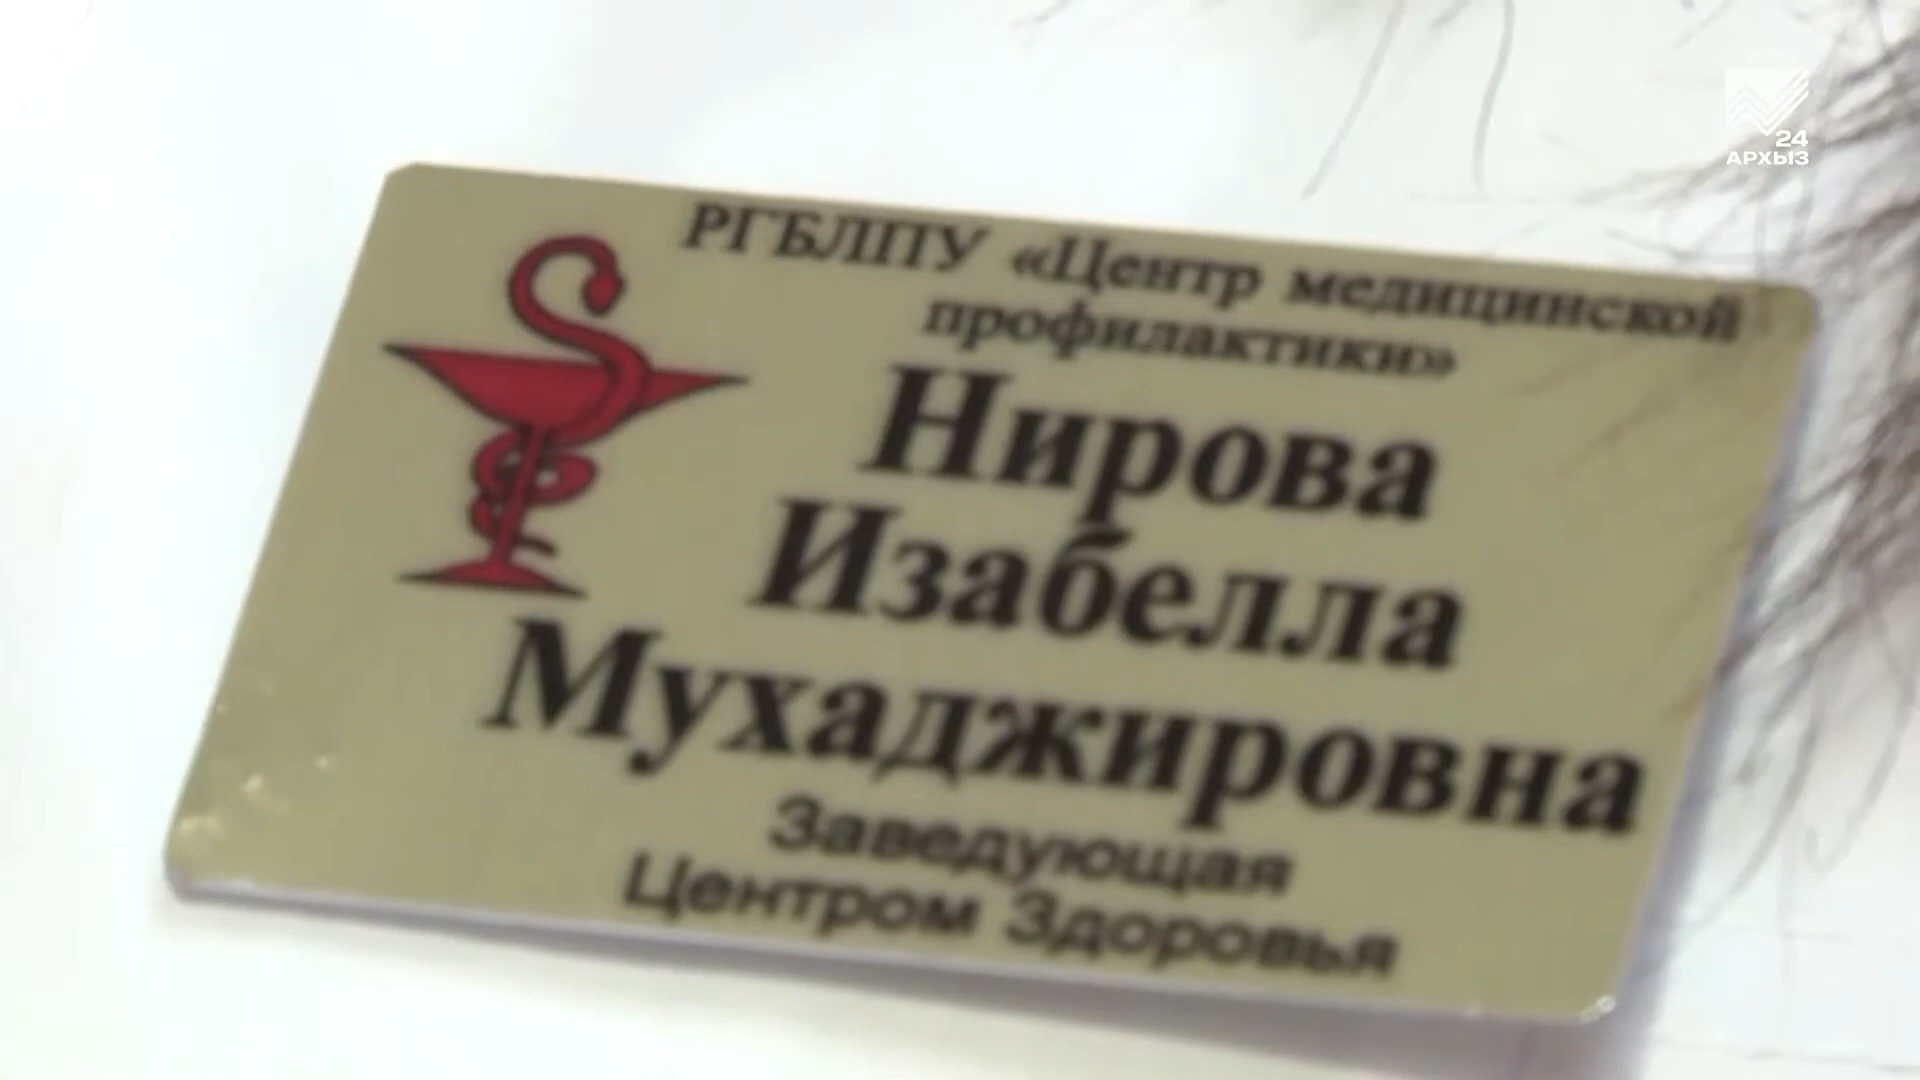 24
АРХЫЗ
РГБЛПУ «Центр медицинской
профилактики»
Нирова
Изабелла
Мухаджировна
Заведующая
Центром Здоровья